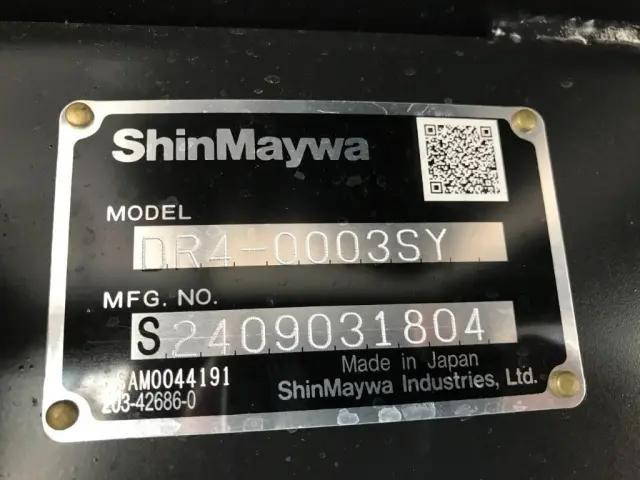 ShinMaywa
MODEL
DR4-0003SY
MFG. NO.
S2409031804
SAM0044191
203-42686-0
Made in Japan
ShinMaywa Industries, Ltd.